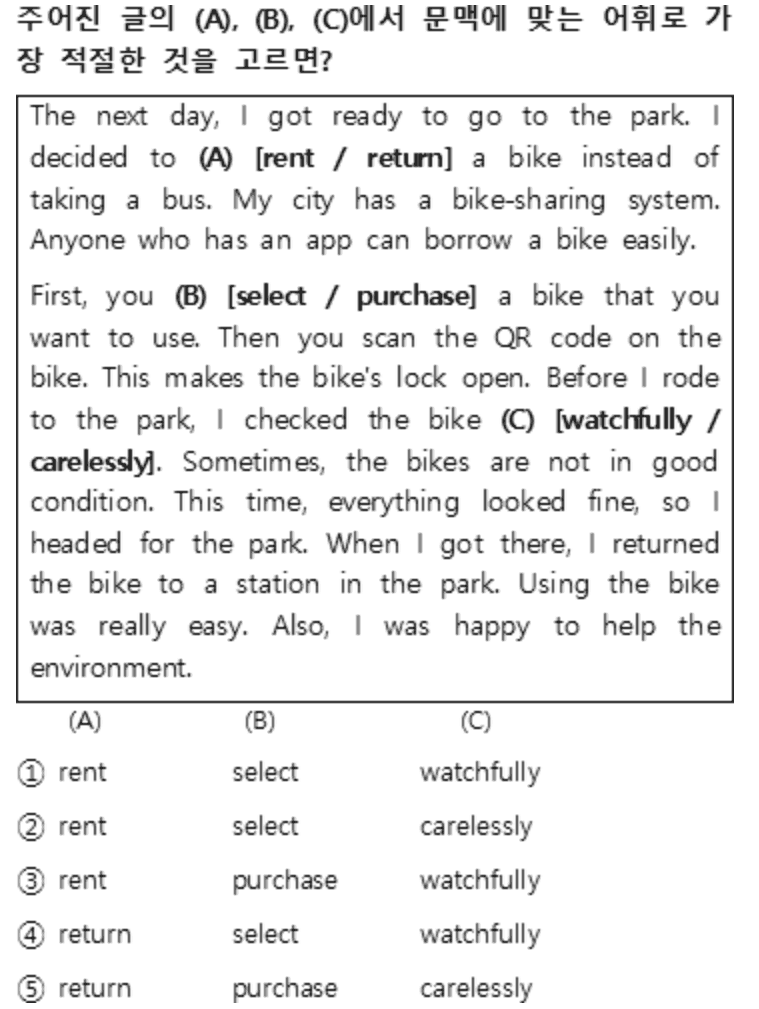 주어진 글의 (A), (B), (C)에서 문맥에 맞는 어휘로 가
장 적절한 것을 고르면?
The next day, I got ready to go to the park. I
decided to (A) [rent / return] a bike instead of
taking a bus. My city has a bike-sharing system.
Anyone who has an app can borrow a bike easily.
First, you (B) [select / purchase] a bike that you
want to use. Then you scan the QR code on the
bike. This makes the bike's lock open. Before I rode
to the park, I checked the bike (C) [watchfully /
carelessly]. Sometimes, the bikes are not in good
condition. This time, everything looked fine, so I
headed for the park. When I got there, I returned
the bike to a station in the park. Using the bike
was really easy. Also, I was happy to help the
environment.
(A) (B) (C)
① rent select watchfully
② rent select carelessly
③ rent purchase watchfully
④ return select watchfully
⑤ return purchase carelessly